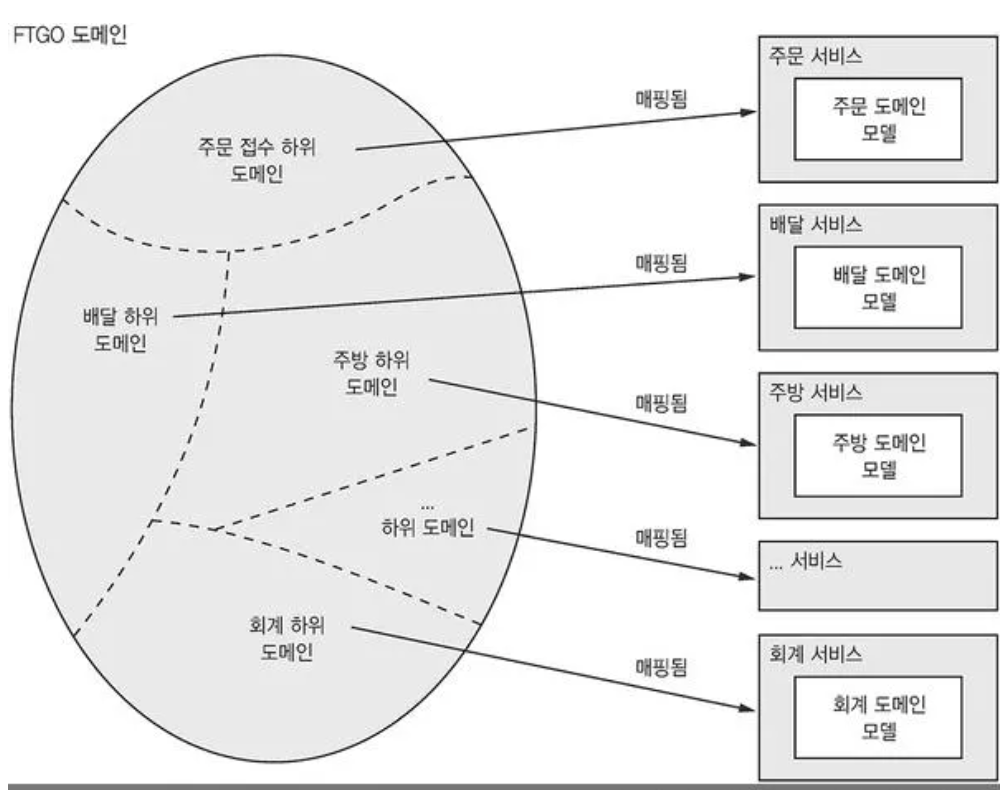 FTGO 도메인
주문 접수 하위
도메인
매핑됨
주문 서비스
주문 도메인
모델
배달 하위
도메인
매핑됨
배달 서비스
배달 도메인
모델
주방 하위
도메인
매핑됨
주방 서비스
주방 도메인
모델
...
하위 도메인
매핑됨
... 서비스
회계 하위
도메인
매핑됨
회계 서비스
회계 도메인
모델